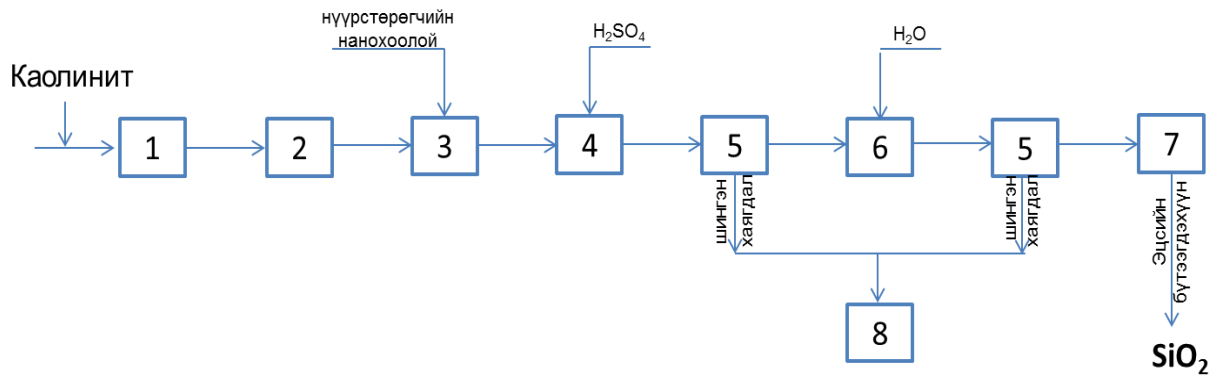 нүүрстөрөгчийн
нанохоолой
H₂SO₄
H₂O
Каолинит
1
2
3
4
5
6
5
7
шингэн
хаягдал
шингэн
хаягдал
Эцсийн
бүтээгдэхүүн
8
SiO₂